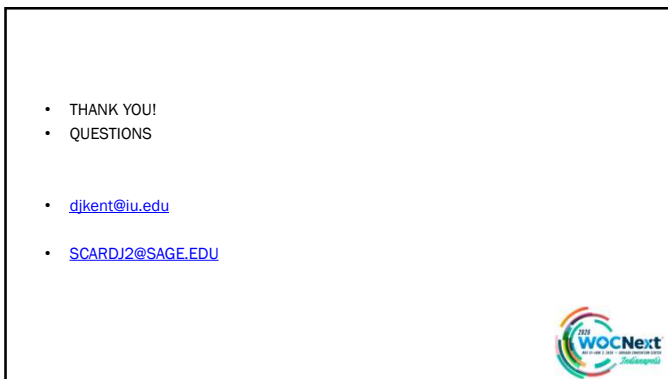 • THANK YOU!
• QUESTIONS
• djkent@iu.edu
• SCARDJ2@SAGE.EDU
2026
WOCNext
Indianapolis